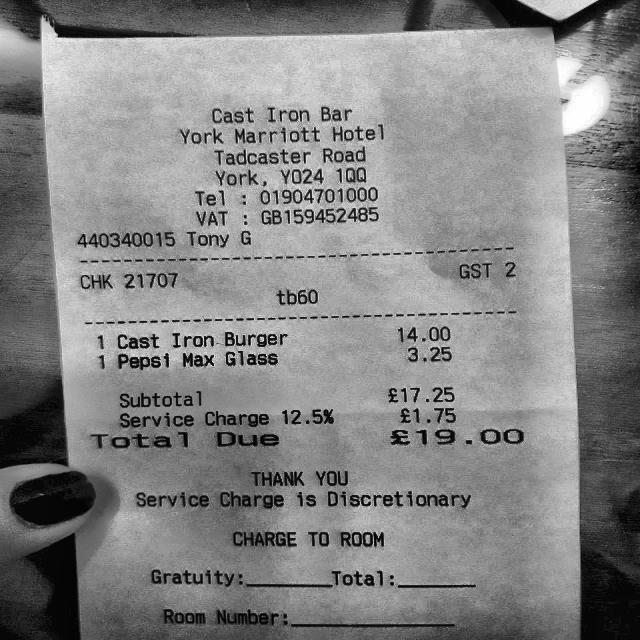 Cast Iron Bar
York Marriott Hotel
Tadcaster Road
York, YO24 1QQ
Tel : 01904701000
VAT : GB159452485
440340015 Tony G
CHK 21707 GST 2
tb60
1 Cast Iron Burger 14.00
1 Pepsi Max Glass 3.25
Subtotal £17.25
Service Charge 12.5% £1.75
Total Due £19.00
THANK YOU
Service Charge is Discretionary
CHARGE TO ROOM
Gratuity:________Total:_______
Room Number:_______________